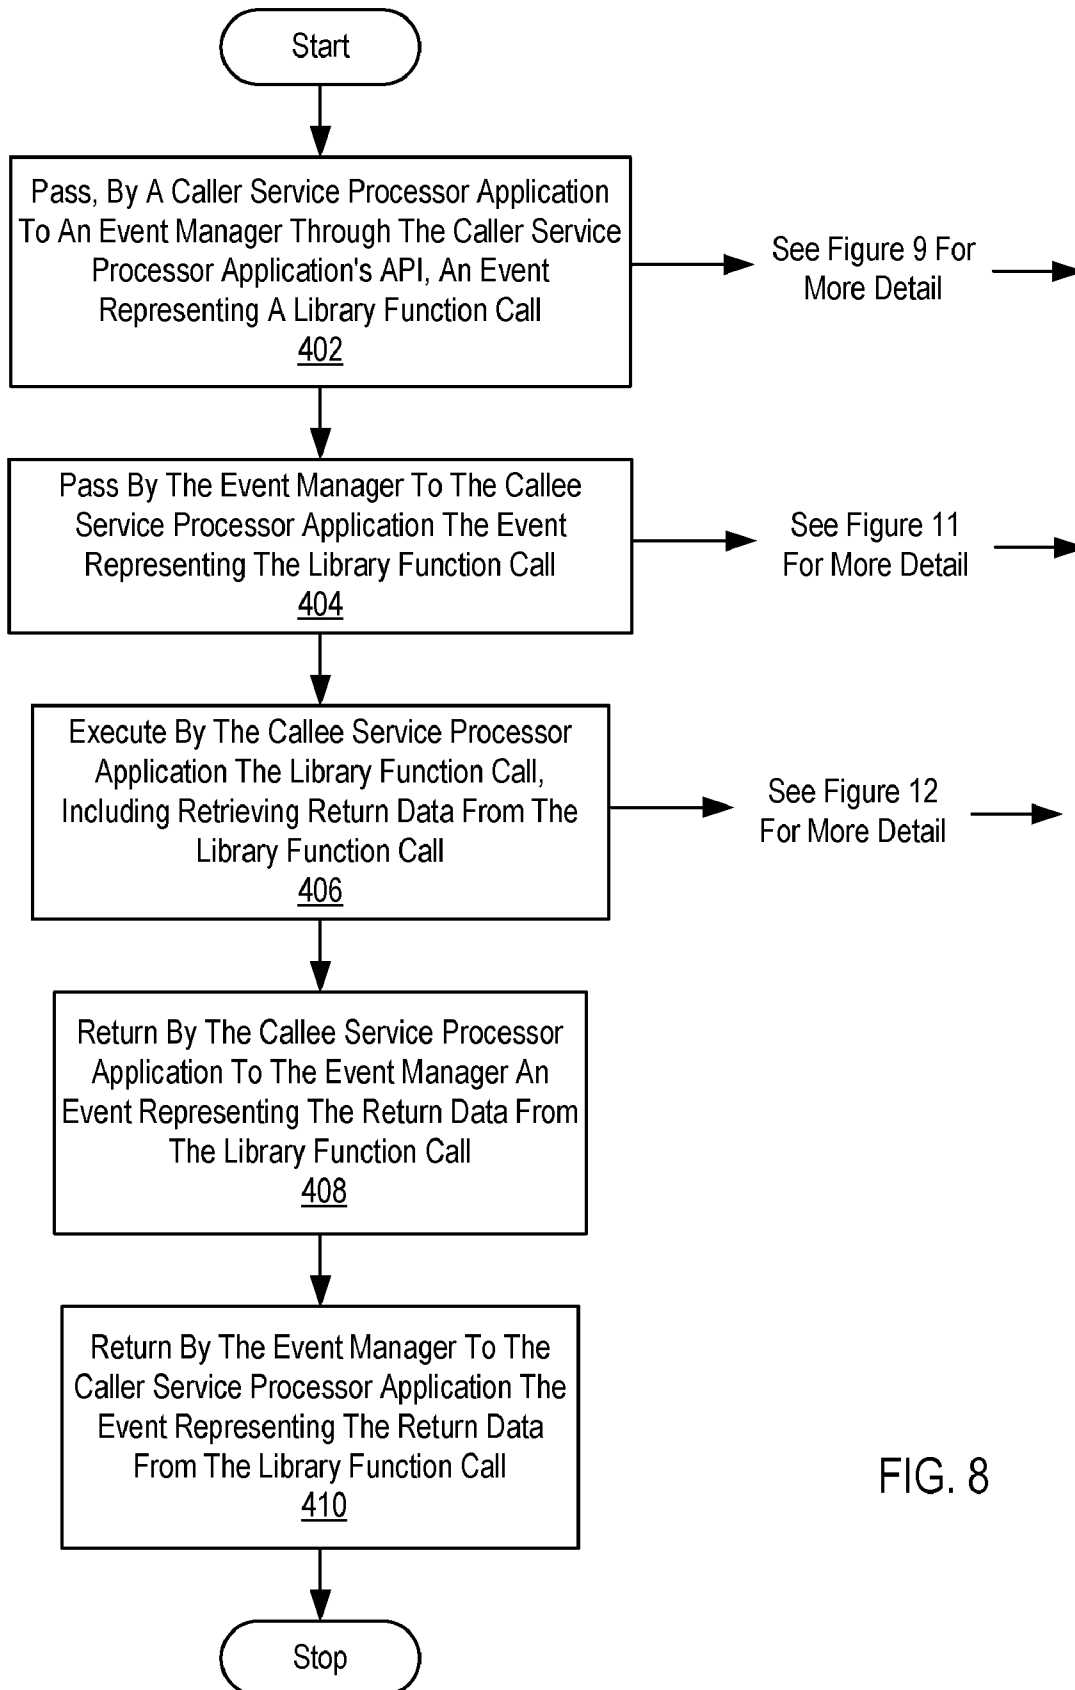 Start
Pass, By A Caller Service Processor Application
To An Event Manager Through The Caller Service
Processor Application's API, An Event
Representing A Library Function Call
402
See Figure 9 For
More Detail
Pass By The Event Manager To The Callee
Service Processor Application The Event
Representing The Library Function Call
404
See Figure 11
For More Detail
Execute By The Callee Service Processor
Application The Library Function Call,
Including Retrieving Return Data From The
Library Function Call
406
See Figure 12
For More Detail
Return By The Callee Service Processor
Application To The Event Manager An
Event Representing The Return Data From
The Library Function Call
408
Return By The Event Manager To The
Caller Service Processor Application The
Event Representing The Return Data
From The Library Function Call
410
FIG. 8
Stop